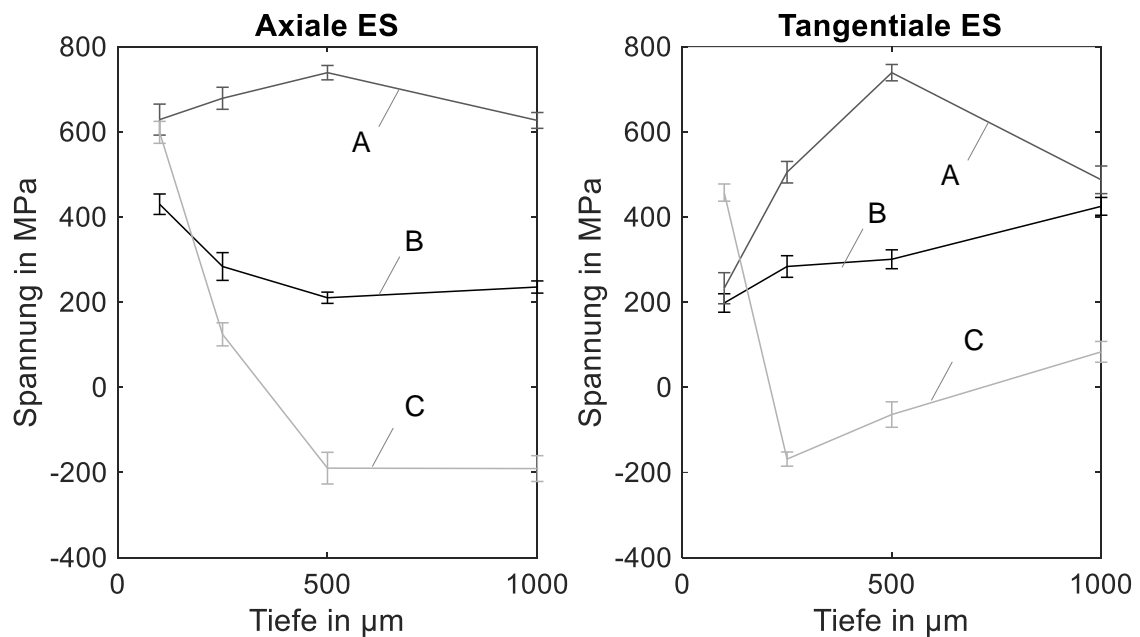 Axiale ES
Spannung in MPa
800
600
400
200
0
-200
-400
A
B
C
0 500 1000
Tiefe in µm
Tangentiale ES
Spannung in MPa
800
600
400
200
0
-200
-400
A
B
C
0 500 1000
Tiefe in µm